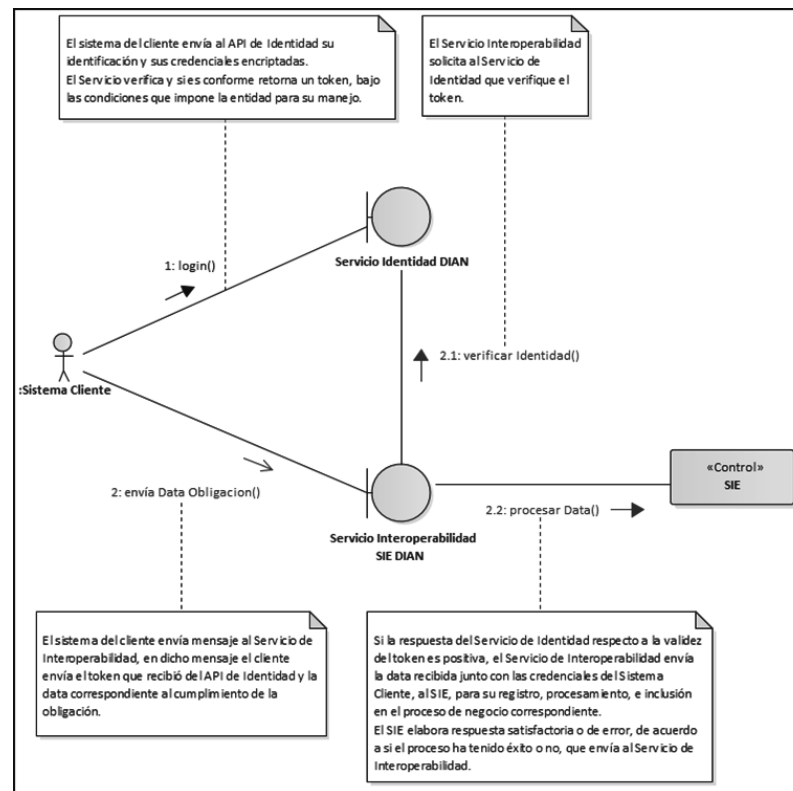 El sistema del cliente envía al API de Identidad su
identificación y sus credenciales encriptadas.
El Servicio verifica y si es conforme retorna un token, bajo
las condiciones que impone la entidad para su manejo.
El Servicio Interoperabilidad
solicita al Servicio de
Identidad que verifique el
token.
1: login()
Servicio Identidad DIAN
2.1: verificar Identidad()
:Sistema Cliente
«Control»
SIE
2: envía Data Obligacion()
2.2: procesar Data()
Servicio Interoperabilidad
SIE DIAN
El sistema del cliente envía mensaje al Servicio de
Interoperabilidad, en dicho mensaje el cliente
envía el token que recibió del API de Identidad y la
data correspondiente al cumplimiento de la
obligación.
Si la respuesta del Servicio de Identidad respecto a la validez
del token es positiva, el Servicio de Interoperabilidad envía
la data recibida junto con las credenciales del Sistema
Cliente, al SIE, para su registro, procesamiento, e inclusión
en el proceso de negocio correspondiente.
El SIE elabora respuesta satisfactoria o de error, de acuerdo
a si el proceso ha tenido éxito o no, que envía al Servicio de
Interoperabilidad.